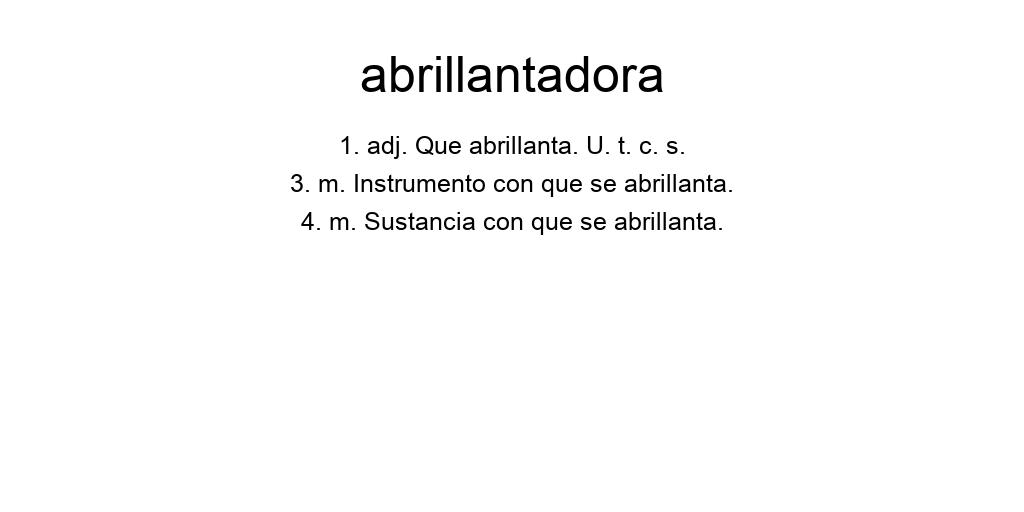 abrillantadora
1. adj. Que abrillanta. U. t. c. s.
3. m. Instrumento con que se abrillanta.
4. m. Sustancia con que se abrillanta.